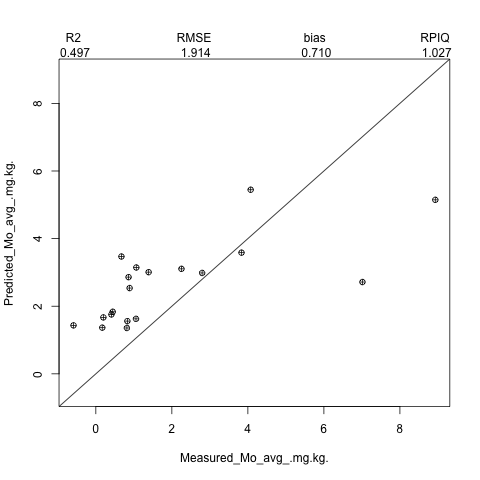 R2 RMSE bias RPIQ
0.497 1.914 0.710 1.027
8
6
4
2
0
Predicted_Mo_avg_.mg.kg.
0 2 4 6 8
Measured_Mo_avg_.mg.kg.